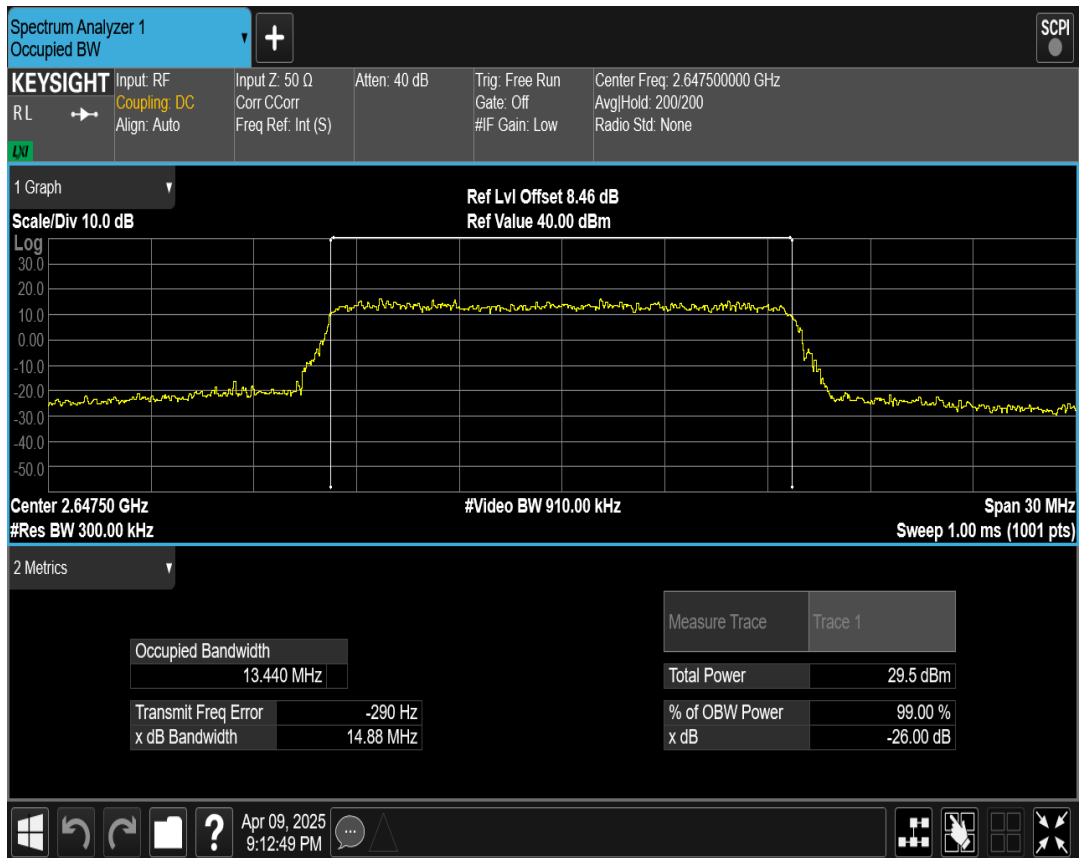 Spectrum Analyzer 1
Occupied BW
+
SCPI
KEYSIGHT
RL
LXI
Input: RF
Coupling: DC
Align: Auto
Input Z: 50 Ω
Corr CCorr
Freq Ref: Int (S)
Atten: 40 dB
Trig: Free Run
Gate: Off
#IF Gain: Low
Center Freq: 2.647500000 GHz
Avg|Hold: 200/200
Radio Std: None
1 Graph
Scale/Div 10.0 dB
Ref Lvl Offset 8.46 dB
Ref Value 40.00 dBm
Log
30.0
20.0
10.0
0.00
-10.0
-20.0
-30.0
-40.0
-50.0
Center 2.64750 GHz
#Res BW 300.00 kHz
#Video BW 910.00 kHz
Span 30 MHz
Sweep 1.00 ms (1001 pts)
2 Metrics
Occupied Bandwidth
13.440 MHz
Transmit Freq Error -290 Hz
x dB Bandwidth 14.88 MHz
Measure Trace Trace 1
Total Power 29.5 dBm
% of OBW Power 99.00 %
x dB -26.00 dB
?
Apr 09, 2025
9:12:49 PM